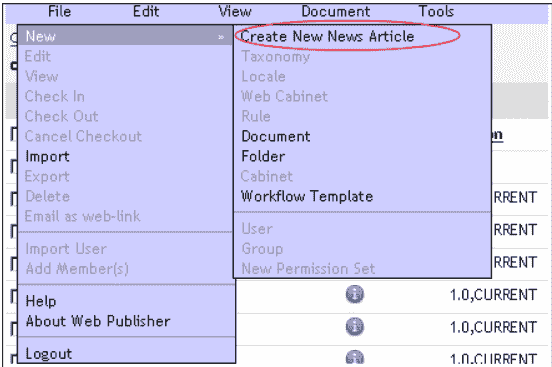 File Edit View Document Tools
New » Create New News Article
Edit Taxonomy
View Locale
Check In Web Cabinet
Check Out Rule
Cancel Checkout Document
Import Folder
Export Cabinet
Delete Workflow Template RRENT
Email as web-link
User RRENT
Import User Group
Add Member(s) New Permission Set RRENT
Help 1.0,CURRENT
About Web Publisher 1.0,CURRENT
Logout 1.0,CURRENT